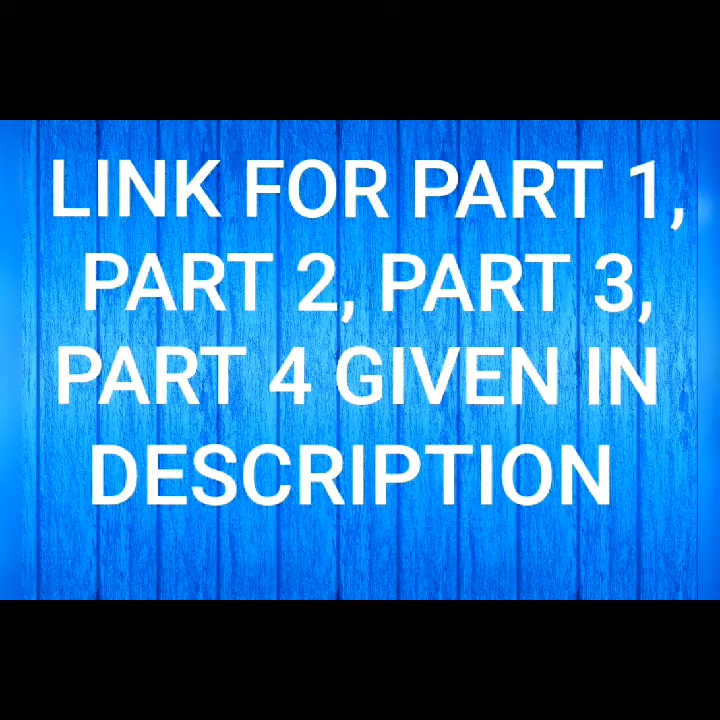 LINK FOR PART 1,
PART 2, PART 3,
PART 4 GIVEN IN
DESCRIPTION